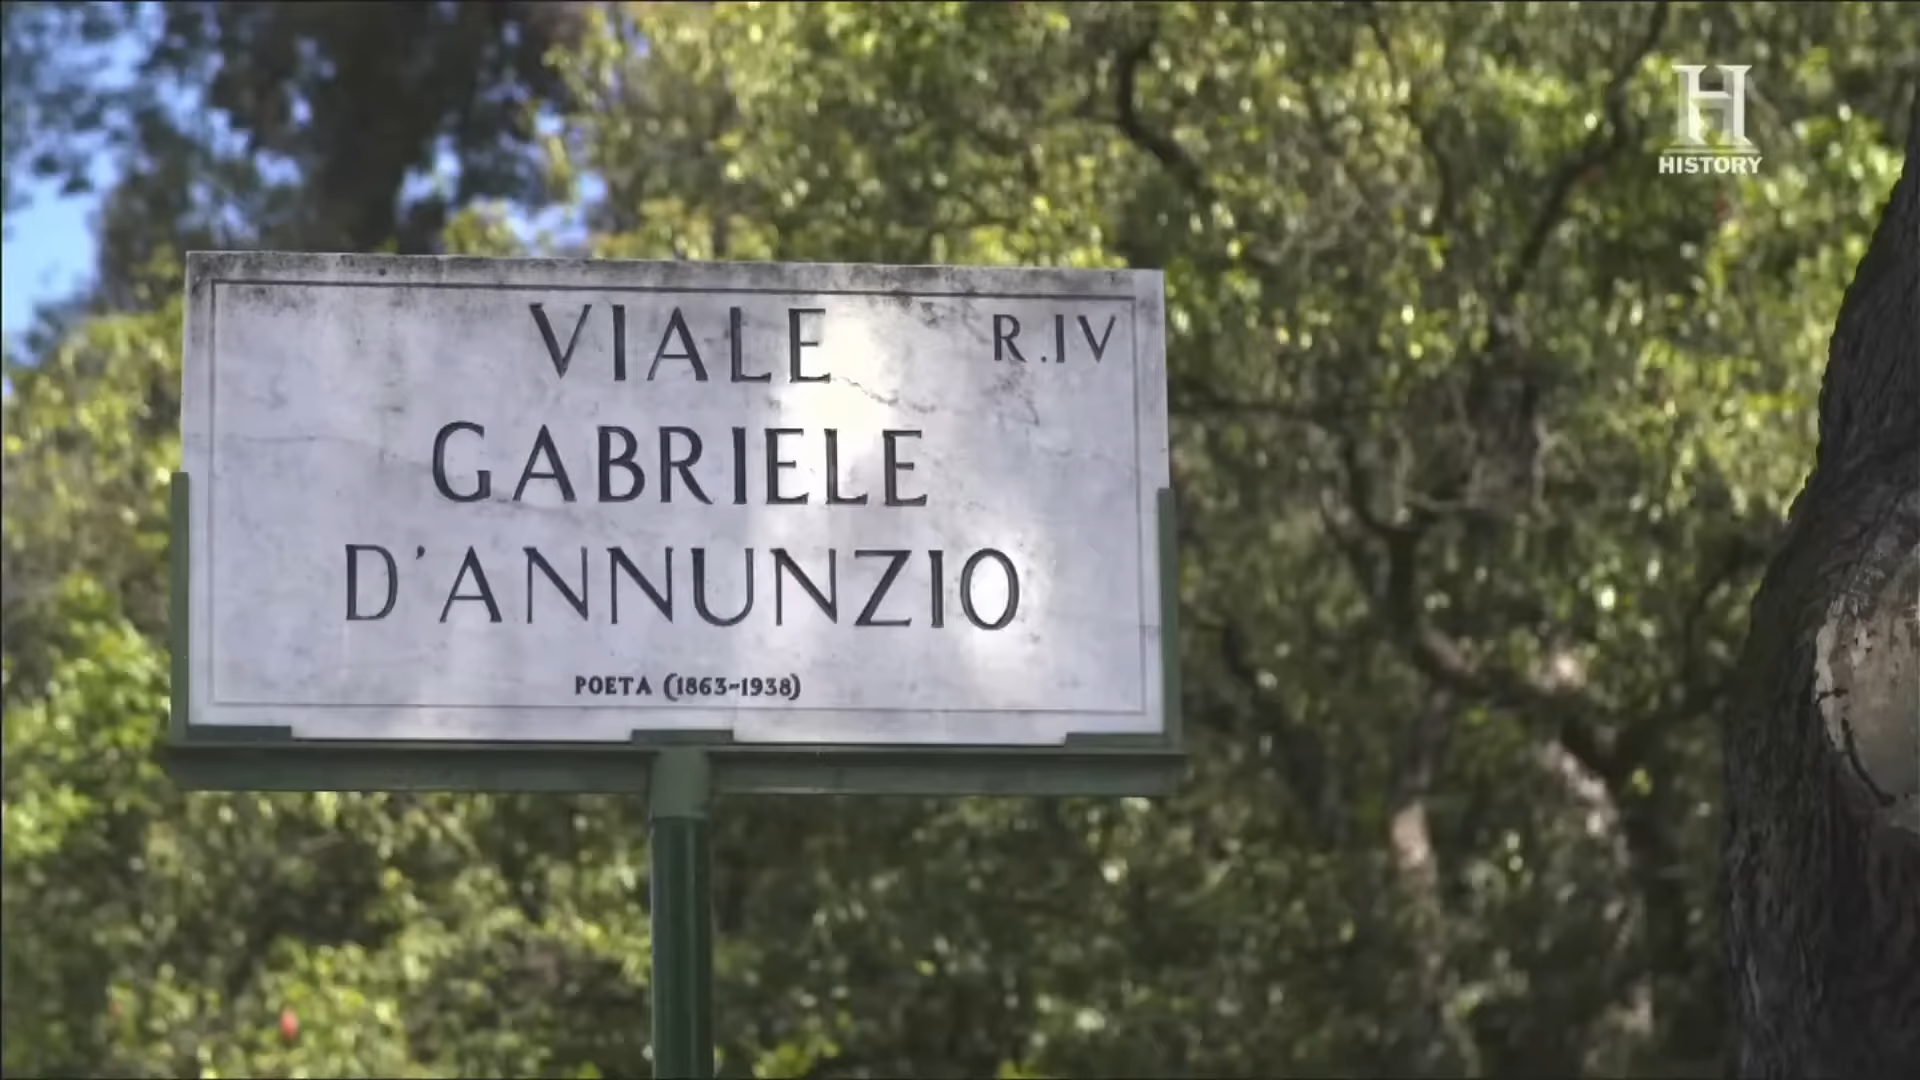 VIALE
R.IV
GABRIELE
D'ANNUNZIO
POETA (1863-1938)
H
HISTORY